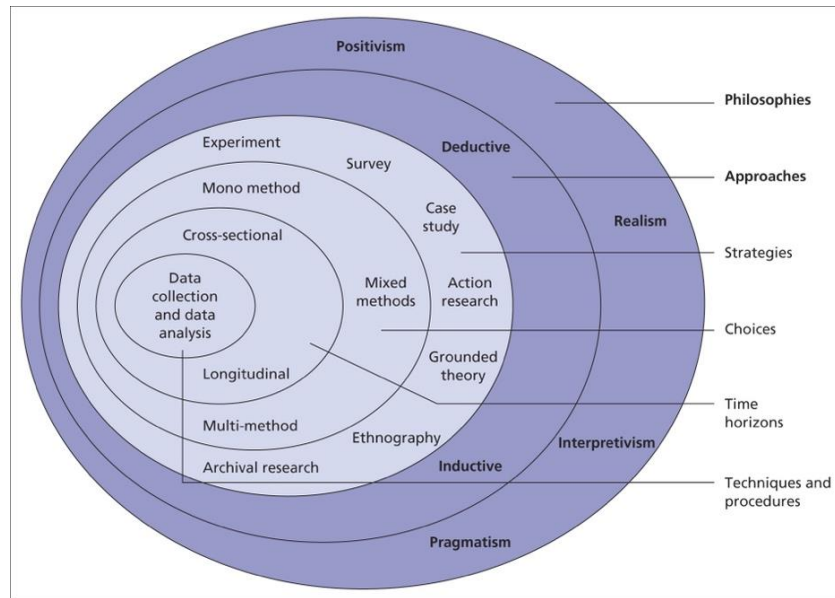 Positivism
Philosophies
Experiment
Deductive
Survey
Approaches
Mono method
Case
study
Realism
Cross-sectional
Strategies
Data
collection
and data
analysis
Mixed
methods
Action
research
Choices
Grounded
theory
Longitudinal
Time
horizons
Multi-method
Ethnography
Interpretivism
Archival research
Inductive
Techniques and
procedures
Pragmatism